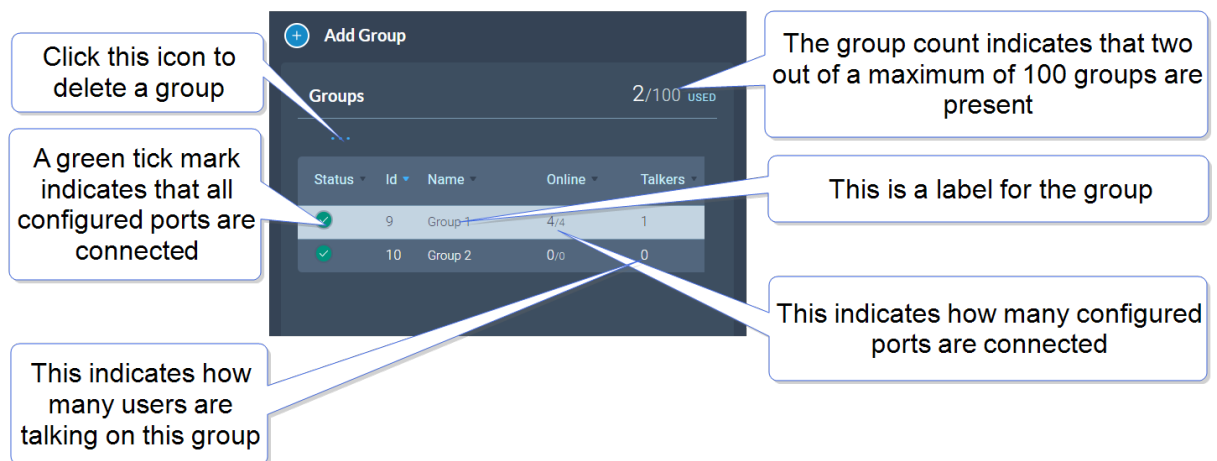 Click this icon to
delete a group
A green tick mark
indicates that all
configured ports are
connected
This indicates how
many users are
talking on this group
Add Group
Groups
2/100 USED
Status Id Name Online Talkers
9 Group 1 4/4 1
10 Group 2 0/0 0
The group count indicates that two
out of a maximum of 100 groups are
present
This is a label for the group
This indicates how many configured
ports are connected